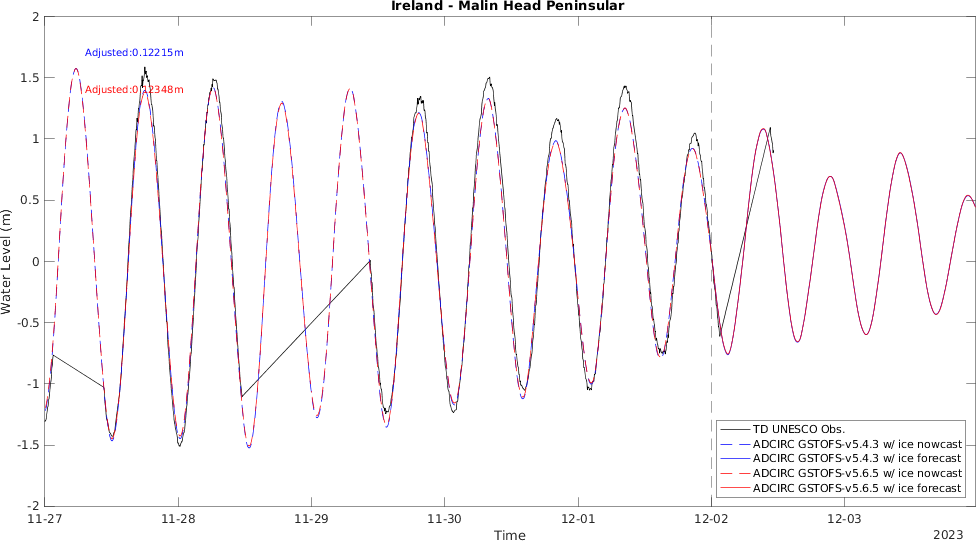 Ireland - Malin Head Peninsular
2
1.5
1
0.5
0
-0.5
-1
-1.5
-2
Water Level (m)
Adjusted:0.12215m
Adjusted:0.12348m
TD UNESCO Obs.
ADCIRC GSTOFS-v5.4.3 w/ ice nowcast
ADCIRC GSTOFS-v5.4.3 w/ ice forecast
ADCIRC GSTOFS-v5.6.5 w/ ice nowcast
ADCIRC GSTOFS-v5.6.5 w/ ice forecast
11-27
11-28
11-29
11-30
12-01
12-02
12-03
Time
2023